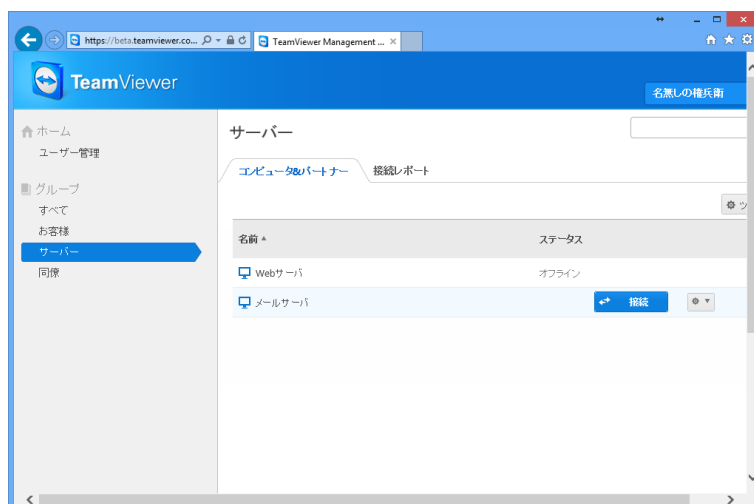 https://beta.teamviewer.co...
TeamViewer Management ...
TeamViewer
名無しの権兵衛
ホーム
ユーザー管理
グループ
すべて
お客様
サーバー
同僚
サーバー
コンピュータ&パートナー
接続レポート
ツ
名前
ステータス
Webサーバ
オフライン
メールサーバ
接続